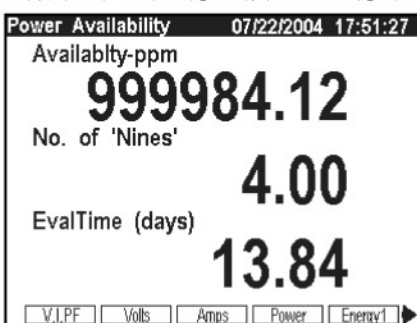 Power Availability 07/22/2004 17:51:27
Availablty-ppm
999984.12
No. of 'Nines'
4.00
EvalTime (days)
13.84
V,I,PF Volts Amps Power Energy1